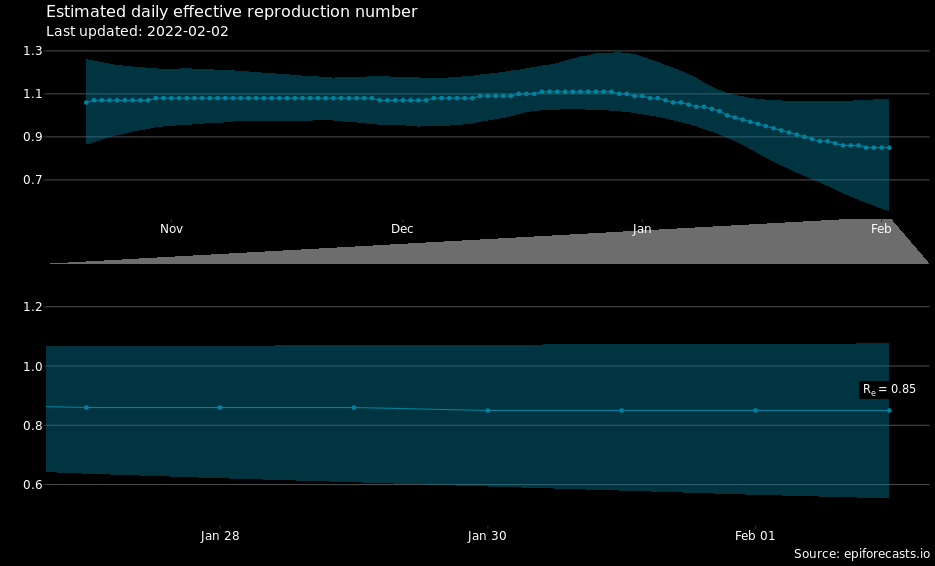 Estimated daily effective reproduction number
Last updated: 2022-02-02
1.3
1.1
0.9
0.7
Nov Dec Jan Feb
1.2
1.0
Re = 0.85
0.8
0.6
Jan 28 Jan 30 Feb 01
Source: epiforecasts.io